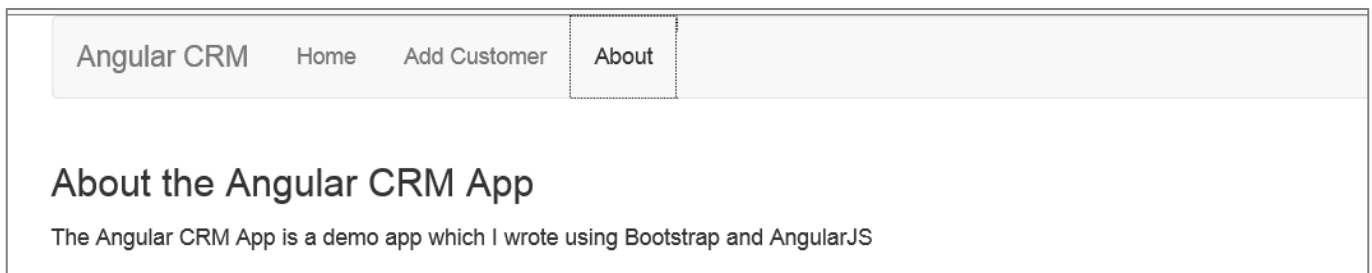 Angular CRM Home Add Customer About
About the Angular CRM App
The Angular CRM App is a demo app which I wrote using Bootstrap and AngularJS